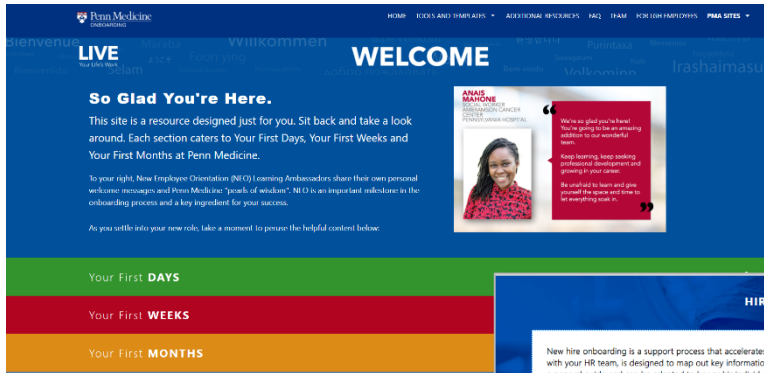 Penn Medicine
ONBOARDING
HOME TOOLS AND TEMPLATES ADDITIONAL RESOURCES FAQ TEAM FOR LGH EMPLOYEES PMA SITES
Bienvenue Willkommen Purintaxa
LIVE
Your Life's Work
WELCOME
Foon ying
Selam
Volkominn
Irashaimasu
So Glad You're Here.
This site is a resource designed just for you. Sit back and take a look
around. Each section caters to Your First Days, Your First Weeks and
Your First Months at Penn Medicine.
To your right, New Employee Orientation (NEO) Learning Ambassadors share their own personal
welcome messages and Penn Medicine "pearls of wisdom". NEO is an important milestone in the
onboarding process and a key ingredient for your success.
As you settle into your new role, take a moment to peruse the helpful content below:
ANAIS
MAHONE
SOCIAL WORKER
ABRAMSON CANCER
CENTER
PENNSYLVANIA HOSPITAL
We're so glad you're here!
You're going to be an amazing
addition to our wonderful
team.
Keep learning, keep seeking
professional development and
growing in your career.
Be unafraid to learn and give
yourself the space and time to
let everything soak in.
Your First DAYS
Your First WEEKS
Your First MONTHS
HIR
New hire onboarding is a support process that accelerates
with your HR team, is designed to map out key informatio